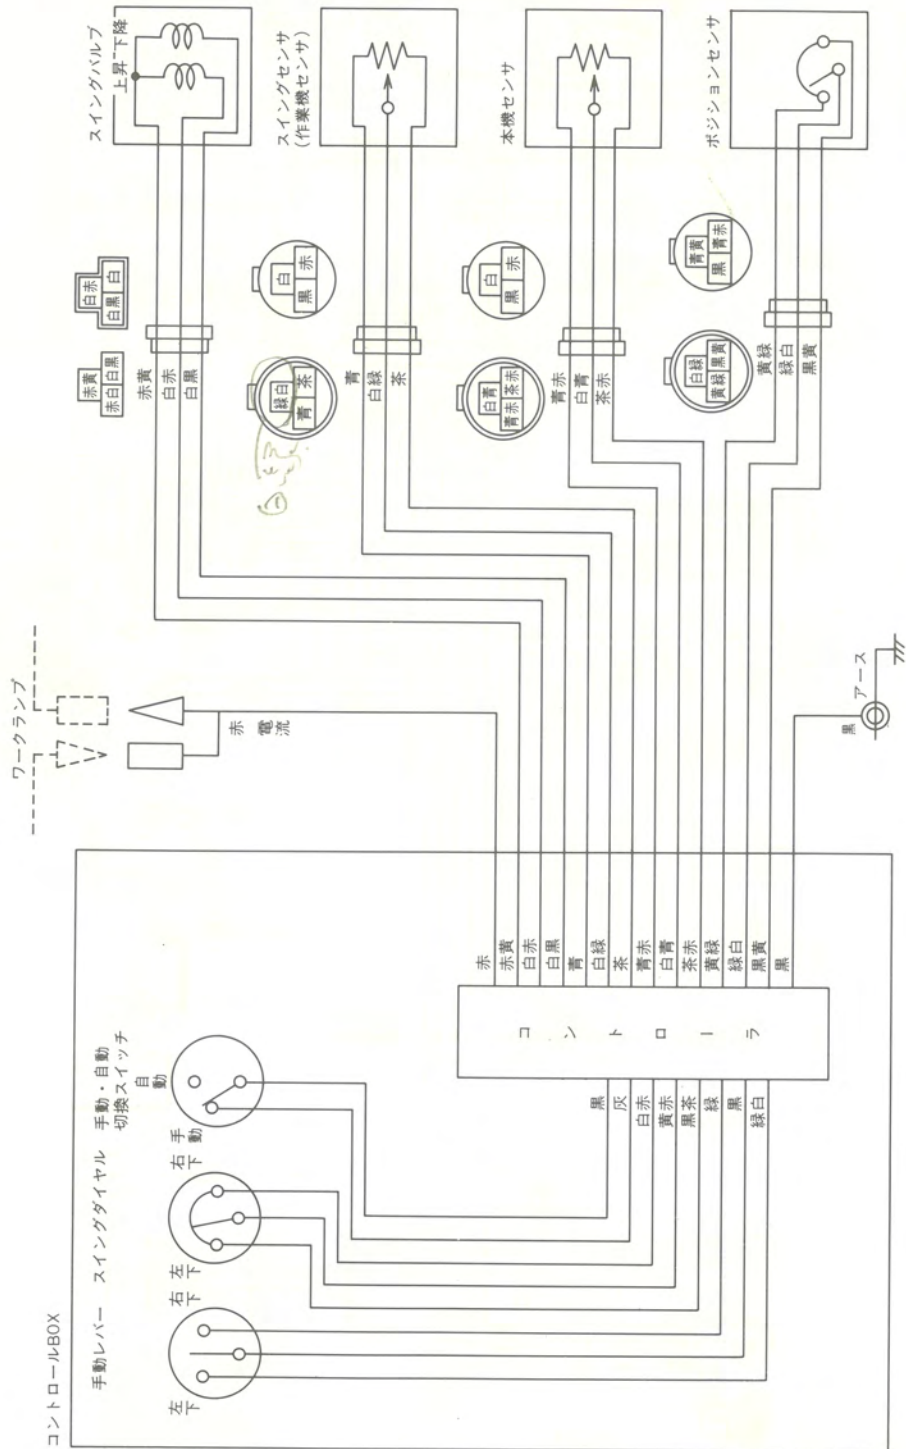 スイングバルブ
上昇 下降
スイングセンサ
(作業機センサ)
本機センサ
ポジションセンサ
白赤
白黒 白
赤黄
赤白 白黒
白
黒 赤
緑白
青 茶
白
黒 赤
白青
青赤 茶赤
青黄
黒 青赤
白緑
黄緑 黒黄
赤黄
白赤
白黒
青
白緑
茶
青赤
白青
茶赤
黄緑
緑白
黒黄
ワークランプ
赤 電流
黒
アース
コントロールBOX
手動レバー
左下
右下
スイングダイヤル
左下
右下
手動・自動
切換スイッチ
手動
自動
コントローラ
赤
赤黄
白赤
白黒
青
白緑
茶
青赤
白青
茶赤
黄緑
緑白
黒黄
黒
黒
灰
白赤
黄赤
黒茶
緑
黒
緑白